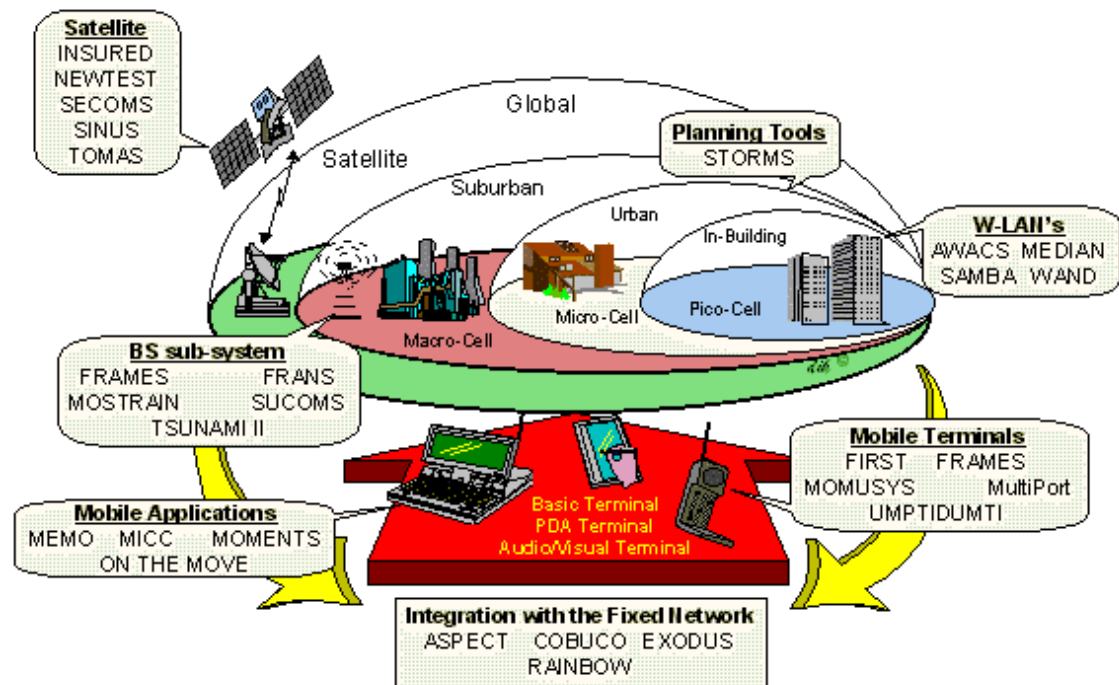 Satellite
INSURED
NEWTEST
SECOMS
SINUS
TOMAS
Global
Satellite
Suburban
Urban
In-Building
Planning Tools
STORMS
W-LAN's
AWACS MEDIAN
SAMBA WAND
Macro-Cell
Micro-Cell
Pico-Cell
BS sub-system
FRAMES FRANS
MOSTRAIN SUCOMS
TSUNAMI II
Mobile Terminals
FIRST FRAMES
MOMUSYS MultiPort
UMPTIDUMTI
Mobile Applications
MEMO MICC MOMENTS
ON THE MOVE
Basic Terminal
PDA Terminal
Audio/Visual Terminal
Integration with the Fixed Network
ASPECT COBUCO EXODUS
RAINBOW